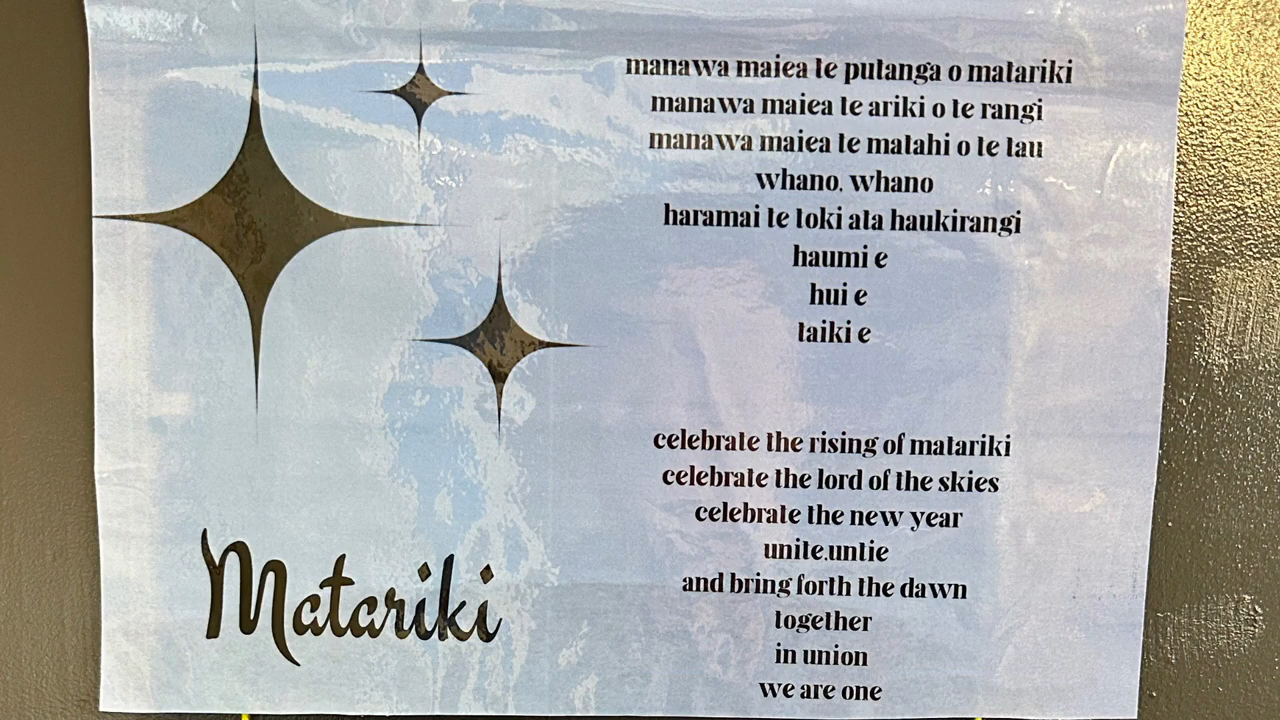 manawa maiea te putanga o matariki
manawa maiea te ariki o te rangi
manawa maiea te matahi o te tau
whano, whano
haramai te toki ata haukirangi
haumi e
hui e
taiki e
celebrate the rising of matariki
celebrate the lord of the skies
celebrate the new year
unite,untie
and bring forth the dawn
together
in union
we are one
Matariki